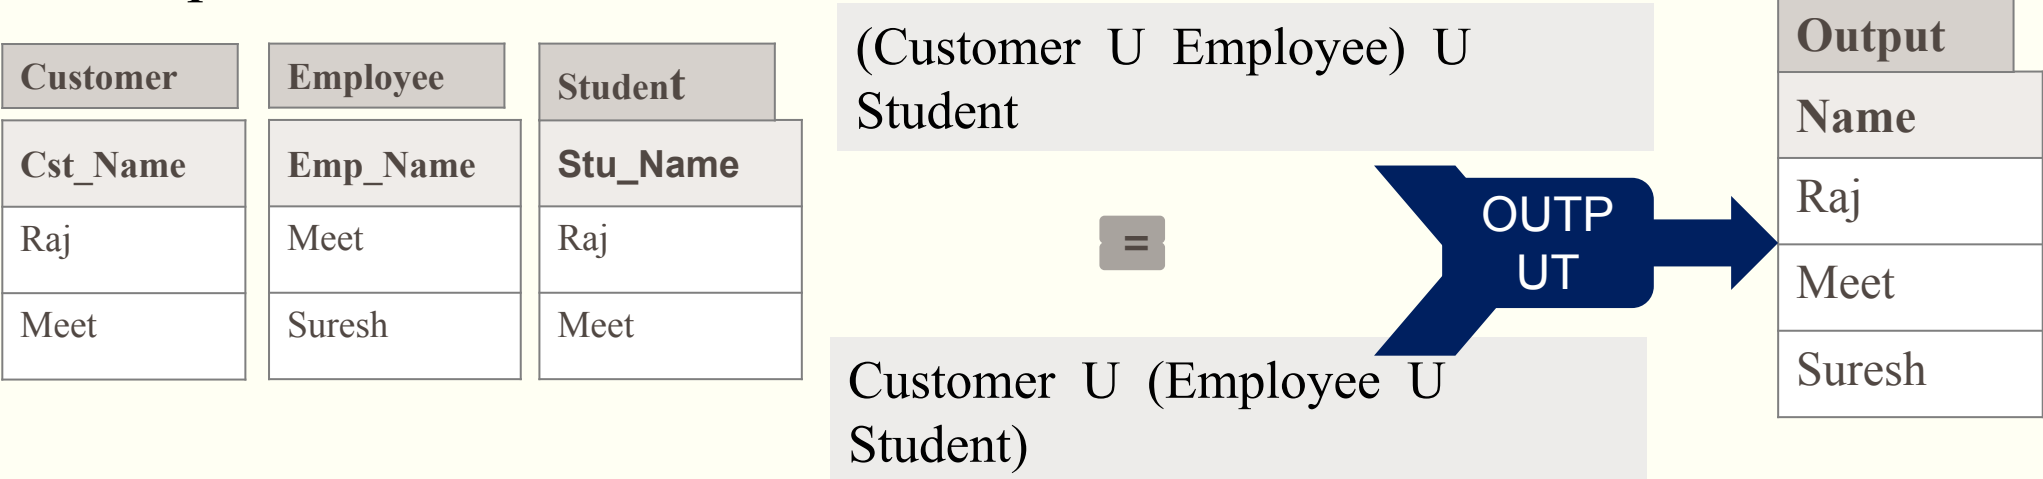 Customer
Cst_Name
Raj
Meet
Employee
Emp_Name
Meet
Suresh
Student
Stu_Name
Raj
Meet
(Customer U Employee) U
Student
=
Customer U (Employee U
Student)
OUTP
UT
Output
Name
Raj
Meet
Suresh